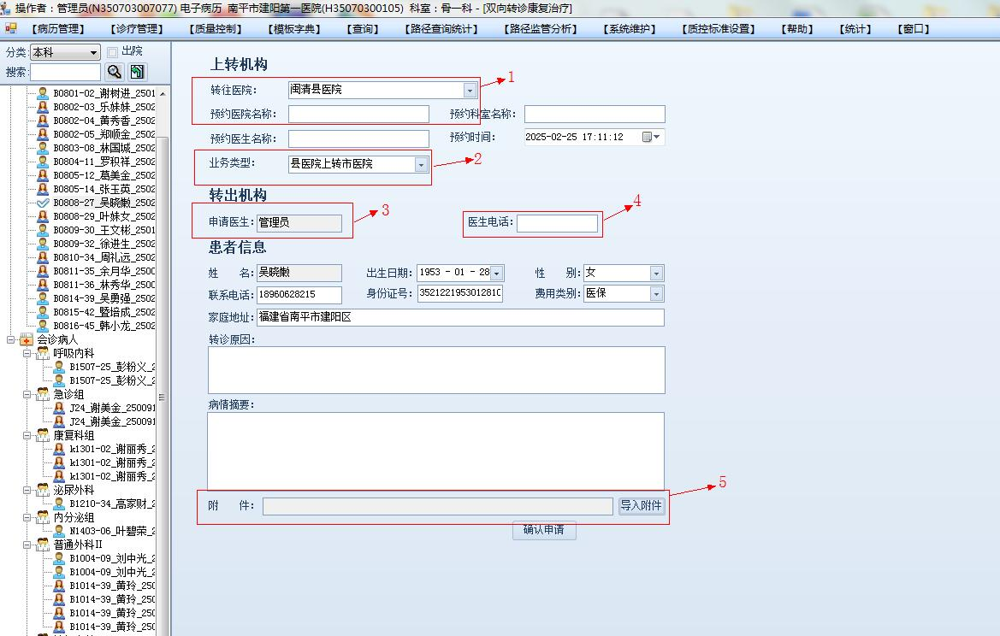 操作者：管理员(N350703007077) 电子病历 南平市建阳第一医院(H35070300105) 科室：骨一科 - [双向转诊康复治疗]
【病历管理】 【诊疗管理】 【质量控制】 【模板字典】 【查询】 【路径查询统计】 【路径监管分析】 【系统维护】 【质控标准设置】 【帮助】 【统计】 【窗口】
分类: 本科 出院
搜索:
B0801-02_谢树进_2501
B0802-03_乐妹妹_2502
B0802-04_黄秀香_2502
B0802-05_郑顺金_2502
B0803-08_林国城_2502
B0804-11_罗积祥_2502
B0805-12_葛美金_2502
B0805-14_张玉英_2502
B0808-27_吴晓嫩_2502
B0808-29_叶妹女_2502
B0809-30_王文彬_2501
B0809-32_徐进生_2502
B0810-34_周礼远_2502
B0811-35_余月华_2500
B0811-36_林秀华_2500
B0814-39_吴勇强_2502
B0815-42_暨培成_2502
B0816-45_韩小龙_2502
会诊病人
呼吸内科
B1507-25_彭粉义_2
B1507-25_彭粉义_2
急诊组
J24_谢美金_250091
J24_谢美金_250091
康复科组
k1301-02_谢丽秀_2
k1301-02_谢丽秀_2
k1301-02_谢丽秀_2
泌尿外科
B1210-34_高家财_2
内分泌组
N1403-06_叶碧荣_2
普通外科II
B1004-09_刘中光_2
B1004-09_刘中光_2
B1014-39_黄玲_250
B1014-39_黄玲_250
B1014-39_黄玲_250
B1014-39_黄玲_250
上转机构
转往医院: 闽清县医院 1
预约医院名称: 预约科室名称:
预约医生名称: 预约时间: 2025-02-25 17:11:12
业务类型: 县医院上转市医院 2
转出机构
申请医生: 管理员 3 医生电话: 4
患者信息
姓 名: 吴晓嫩 出生日期: 1953 - 01 - 28 性 别: 女
联系电话: 18960628215 身份证号: 3521221953012810 费用类别: 医保
家庭地址: 福建省南平市建阳区
转诊原因:
病情摘要:
附 件: 导入附件 5
确认申请